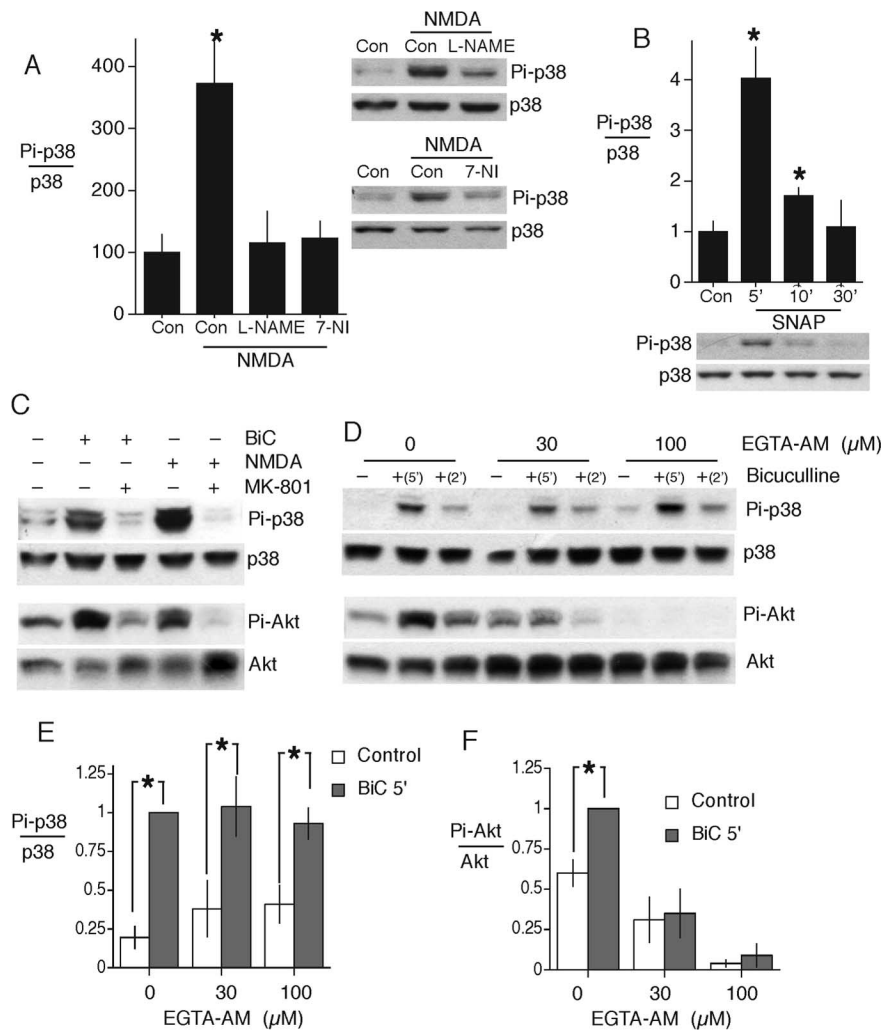 A
Pi-p38
p38
400
300
200
100
0
*
Con Con L-NAME 7-NI
NMDA
NMDA
Con Con L-NAME
Pi-p38
p38
NMDA
Con Con 7-NI
Pi-p38
p38
B
Pi-p38
p38
4
2
1
0
* *
Con 5' 10' 30'
SNAP
Pi-p38
p38
C
– + + – – BiC
– – – + + NMDA
– – + – + MK-801
Pi-p38
p38
Pi-Akt
Akt
D
0 30 100 EGTA-AM (µM)
– +(5') +(2') – +(5') +(2') – +(5') +(2') Bicuculline
Pi-p38
p38
Pi-Akt
Akt
E
Pi-p38
p38
1.25
1
0.75
0.5
0.25
0
* * *
Control
BiC 5'
0 30 100
EGTA-AM (µM)
F
Pi-Akt
Akt
1.25
1
0.75
0.5
0.25
0
*
Control
BiC 5'
0 30 100
EGTA-AM (µM)